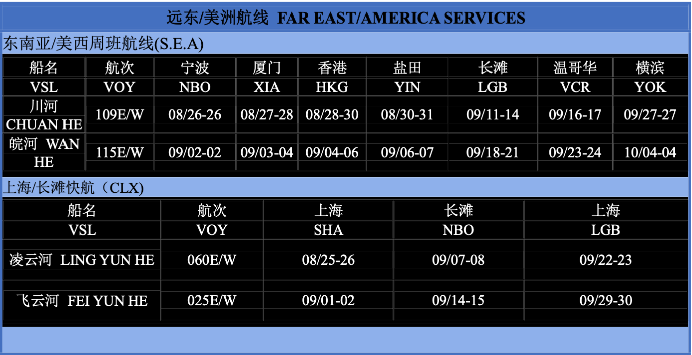 远东/美洲航线 FAR EAST/AMERICA SERVICES
东南亚/美西周班航线(S.E.A)
船名 航次 宁波 厦门 香港 盐田 长滩 温哥华 横滨
VSL VOY NBO XIA HKG YIN LGB VCR YOK
川河 CHUAN HE 109E/W 08/26-26 08/27-28 08/28-30 08/30-31 09/11-14 09/16-17 09/27-27
皖河 WAN HE 115E/W 09/02-02 09/03-04 09/04-06 09/06-07 09/18-21 09/23-24 10/04-04
上海/长滩快航（CLX)
船名 航次 上海 长滩 上海
VSL VOY SHA NBO LGB
凌云河 LING YUN HE 060E/W 08/25-26 09/07-08 09/22-23
飞云河 FEI YUN HE 025E/W 09/01-02 09/14-15 09/29-30